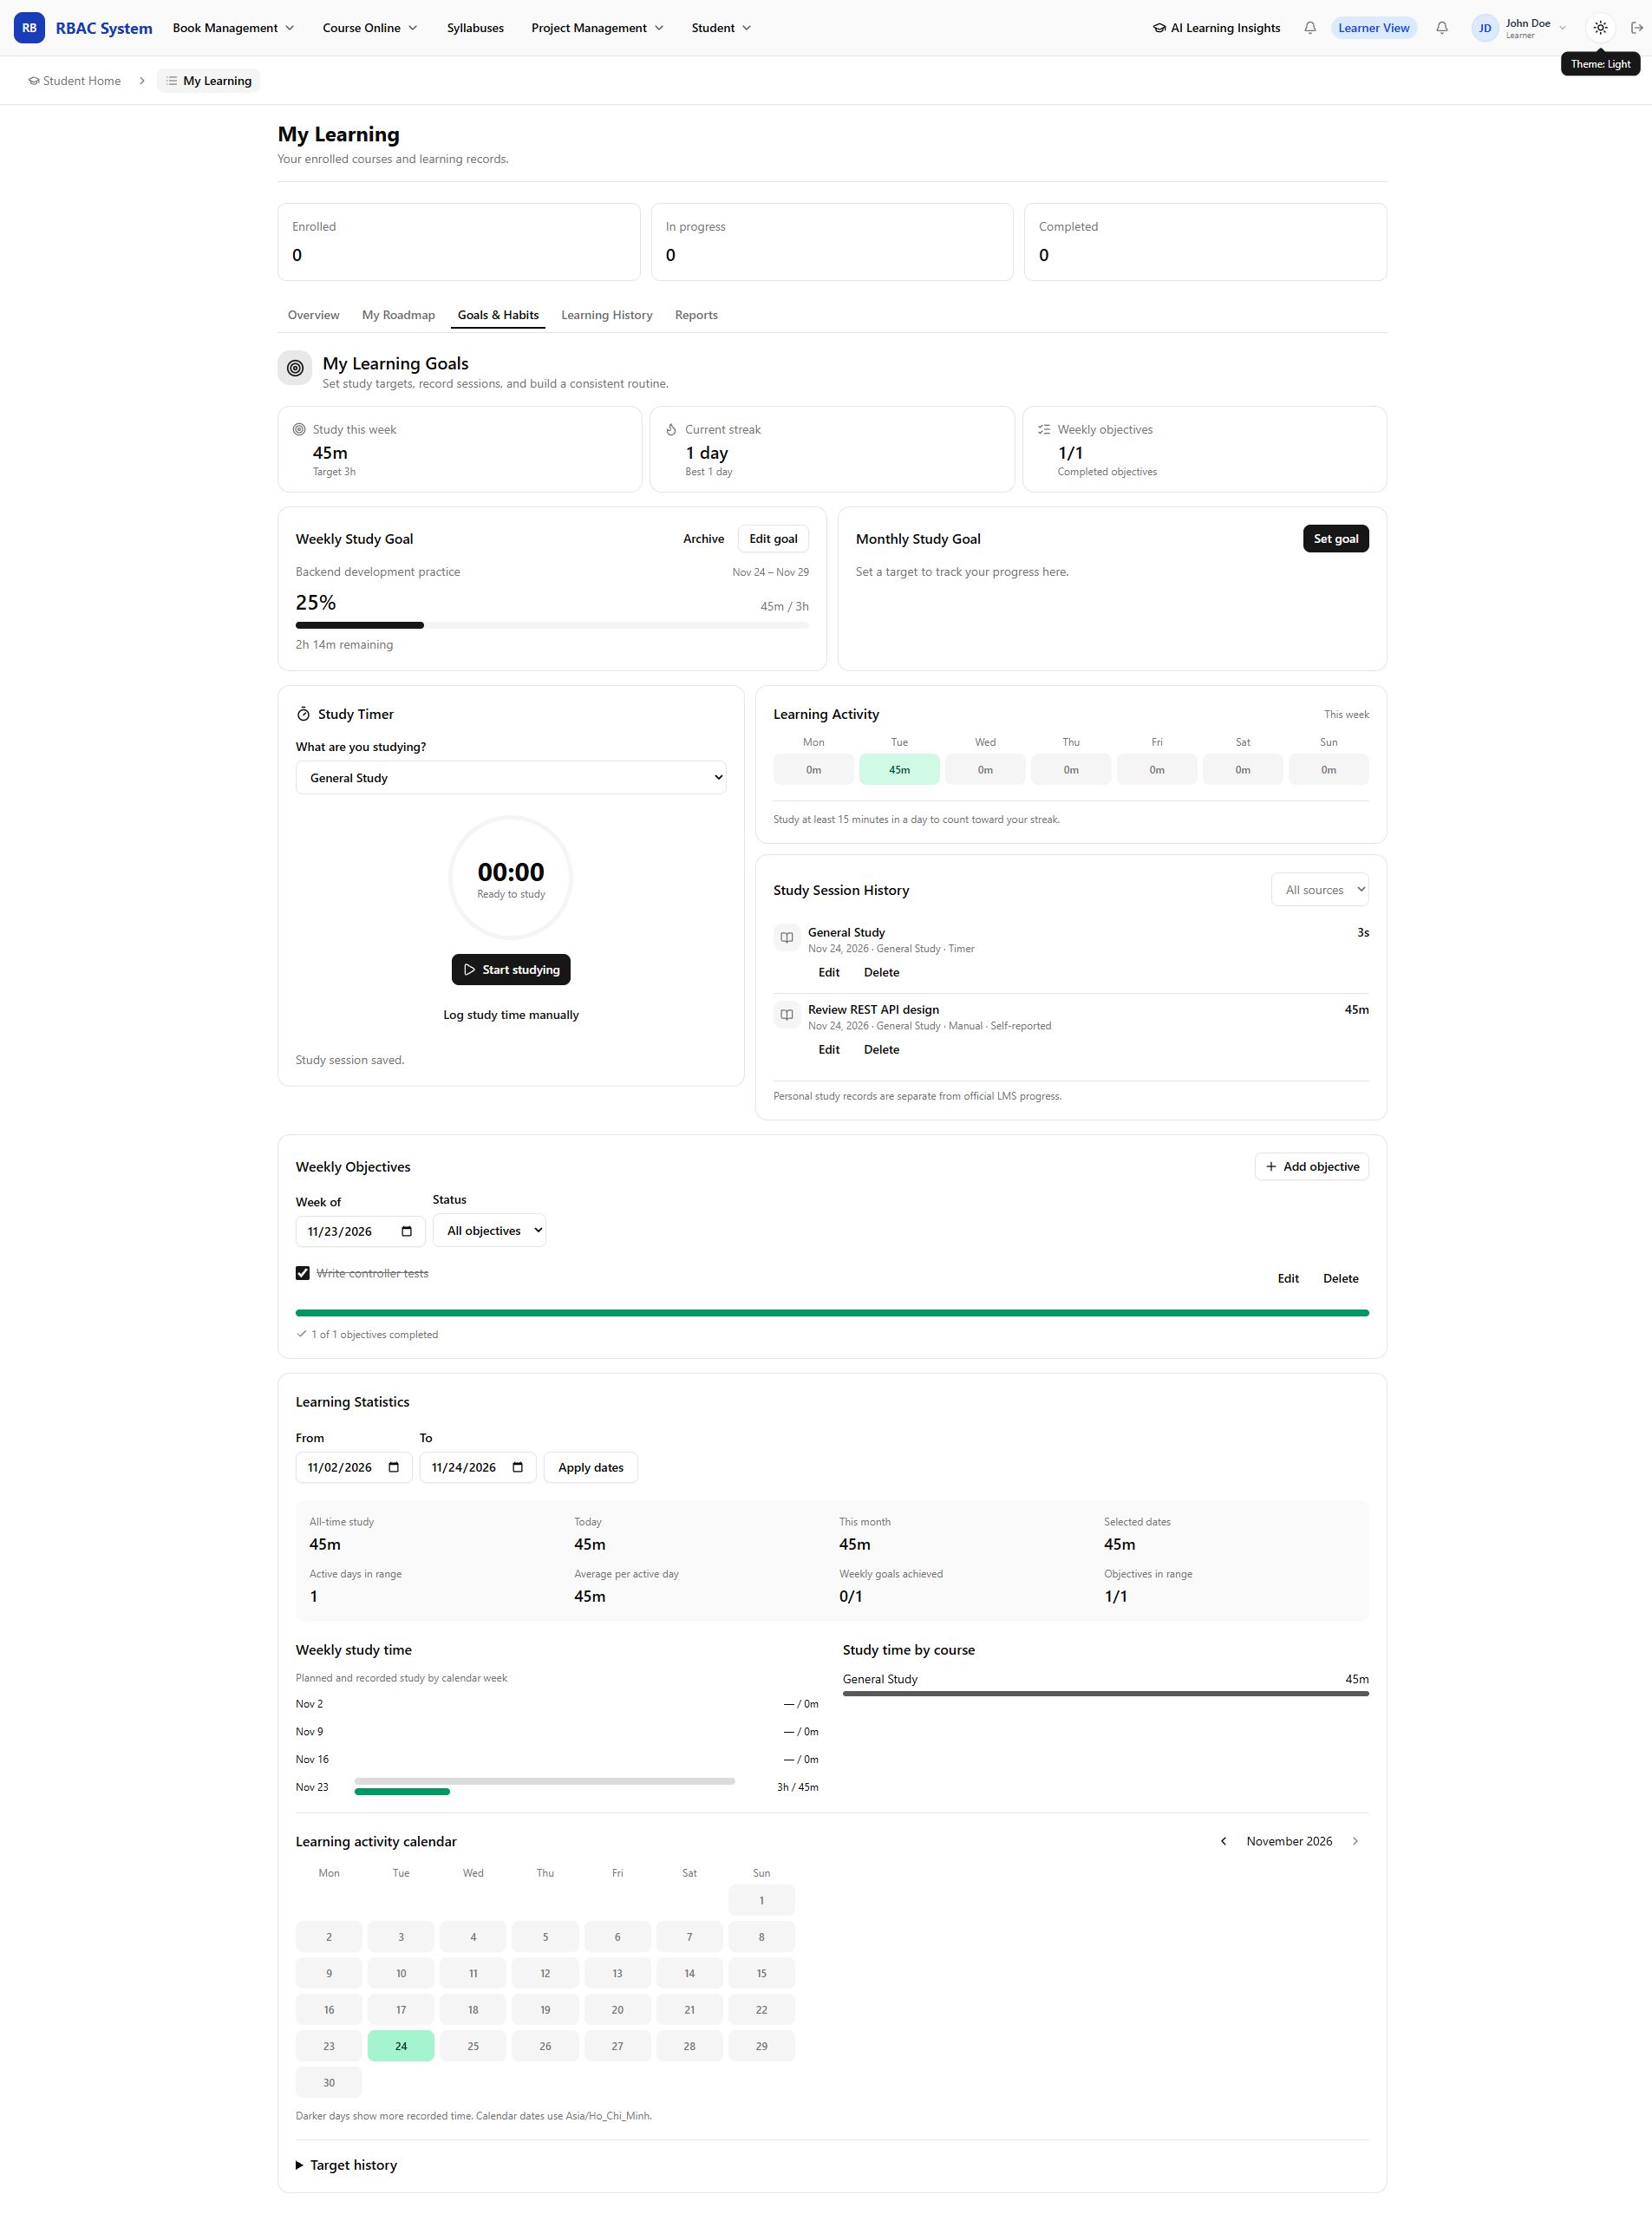 RB RBAC System Book Management Course Online Syllabuses Project Management Student AI Learning Insights Learner View JD John Doe
Learner
Theme: Light
Student Home My Learning
My Learning
Your enrolled courses and learning records.
Enrolled In progress Completed
0 0 0
Overview My Roadmap Goals & Habits Learning History Reports
My Learning Goals
Set study targets, record sessions, and build a consistent routine.
Study this week
45m
Target 3h
Current streak
1 day
Best 1 day
Weekly objectives
1/1
Completed objectives
Weekly Study Goal Archive Edit goal
Backend development practice Nov 24 – Nov 29
25% 45m / 3h
2h 14m remaining
Monthly Study Goal Set goal
Set a target to track your progress here.
Study Timer
What are you studying?
General Study
00:00
Ready to study
Start studying
Log study time manually
Study session saved.
Learning Activity This week
Mon Tue Wed Thu Fri Sat Sun
0m 45m 0m 0m 0m 0m 0m
Study at least 15 minutes in a day to count toward your streak.
Study Session History All sources
General Study 3s
Nov 24, 2026 · General Study · Timer
Edit Delete
Review REST API design 45m
Nov 24, 2026 · General Study · Manual · Self-reported
Edit Delete
Personal study records are separate from official LMS progress.
Weekly Objectives Add objective
Week of Status
11/23/2026 All objectives
Write controller tests Edit Delete
1 of 1 objectives completed
Learning Statistics
From To
11/02/2026 11/24/2026 Apply dates
All-time study Today This month Selected dates
45m 45m 45m 45m
Active days in range Average per active day Weekly goals achieved Objectives in range
1 45m 0/1 1/1
Weekly study time
Planned and recorded study by calendar week
Nov 2 — / 0m
Nov 9 — / 0m
Nov 16 — / 0m
Nov 23 3h / 45m
Study time by course
General Study 45m
Learning activity calendar November 2026
Mon Tue Wed Thu Fri Sat Sun
1
2 3 4 5 6 7 8
9 10 11 12 13 14 15
16 17 18 19 20 21 22
23 24 25 26 27 28 29
30
Darker days show more recorded time. Calendar dates use Asia/Ho_Chi_Minh.
Target history